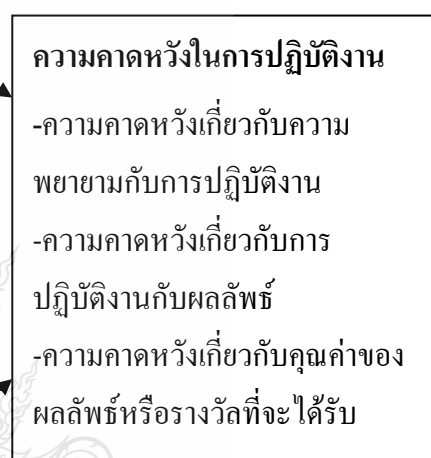 ความคาดหวังในการปฏิบัติงาน
-ความคาดหวังเกี่ยวกับความ
พยายามกับการปฏิบัติงาน
-ความคาดหวังเกี่ยวกับการ
ปฏิบัติงานกับผลลัพธ์
-ความคาดหวังเกี่ยวกับคุณค่าของ
ผลลัพธ์หรือรางวัลที่จะได้รับ